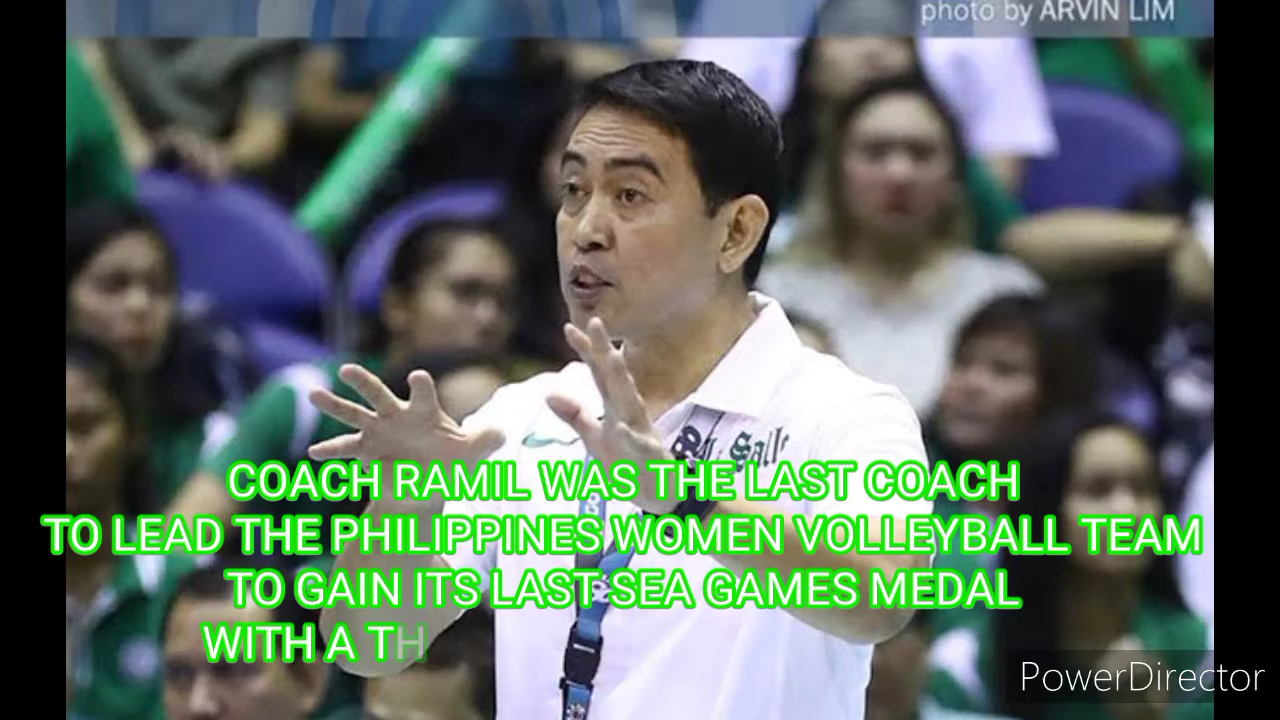 photo by ARVIN LIM
COACH RAMIL WAS THE LAST COACH
TO LEAD THE PHILIPPINES WOMEN VOLLEYBALL TEAM
TO GAIN ITS LAST SEA GAMES MEDAL
WITH A TH
PowerDirector